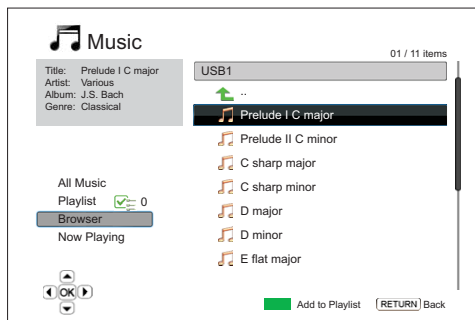 Music
01 / 11 items
Title: Prelude I C major
Artist: Various
Album: J.S. Bach
Genre: Classical
USB1
..
Prelude I C major
Prelude II C minor
C sharp major
C sharp minor
D major
D minor
E flat major
All Music
Playlist 0
Browser
Now Playing
OK
Add to Playlist RETURN Back